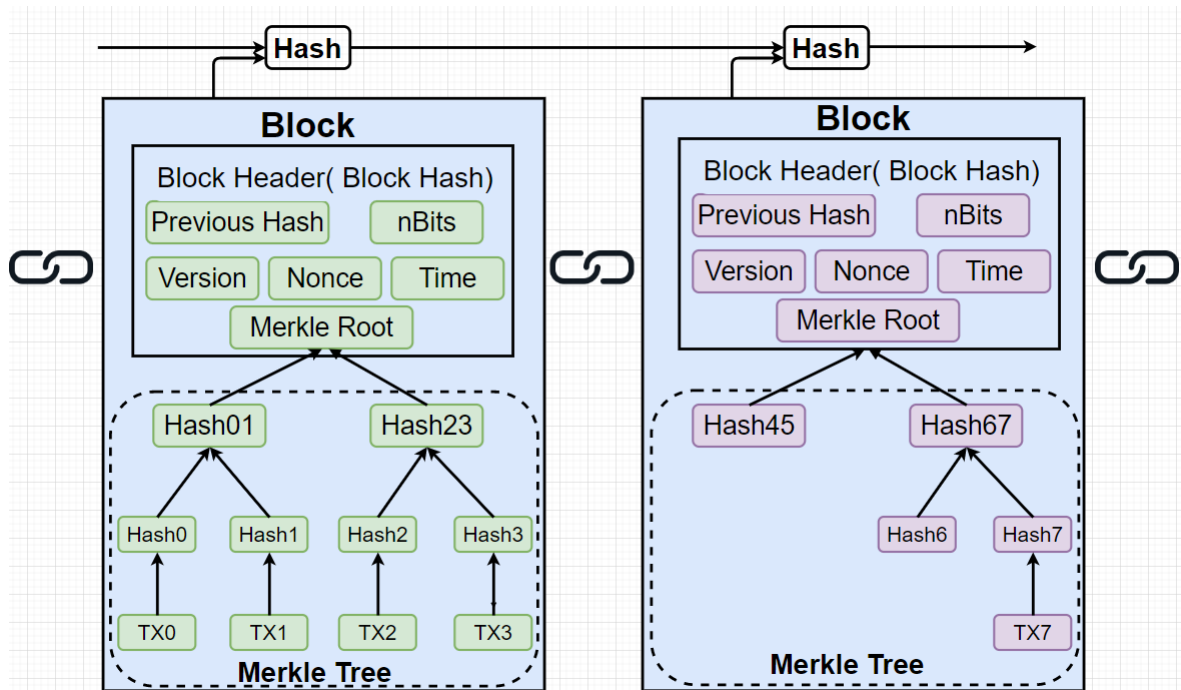 Hash
Hash
Block
Block Header( Block Hash)
Previous Hash
nBits
Version
Nonce
Time
Merkle Root
Hash01
Hash23
Hash0
Hash1
Hash2
Hash3
TX0
TX1
TX2
TX3
Merkle Tree
Block
Block Header( Block Hash)
Previous Hash
nBits
Version
Nonce
Time
Merkle Root
Hash45
Hash67
Hash6
Hash7
TX7
Merkle Tree